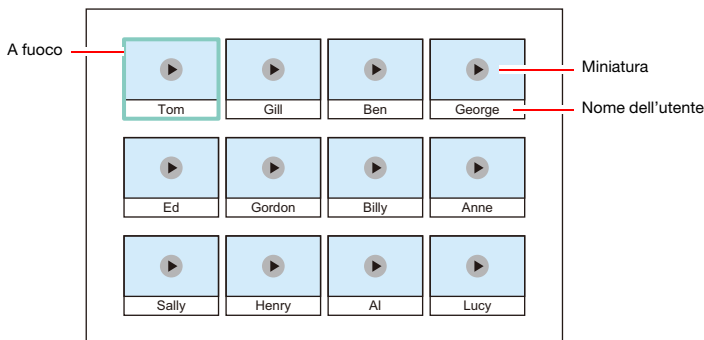 A fuoco
Miniatura
Nome dell'utente
Tom
Gill
Ben
George
Ed
Gordon
Billy
Anne
Sally
Henry
Al
Lucy